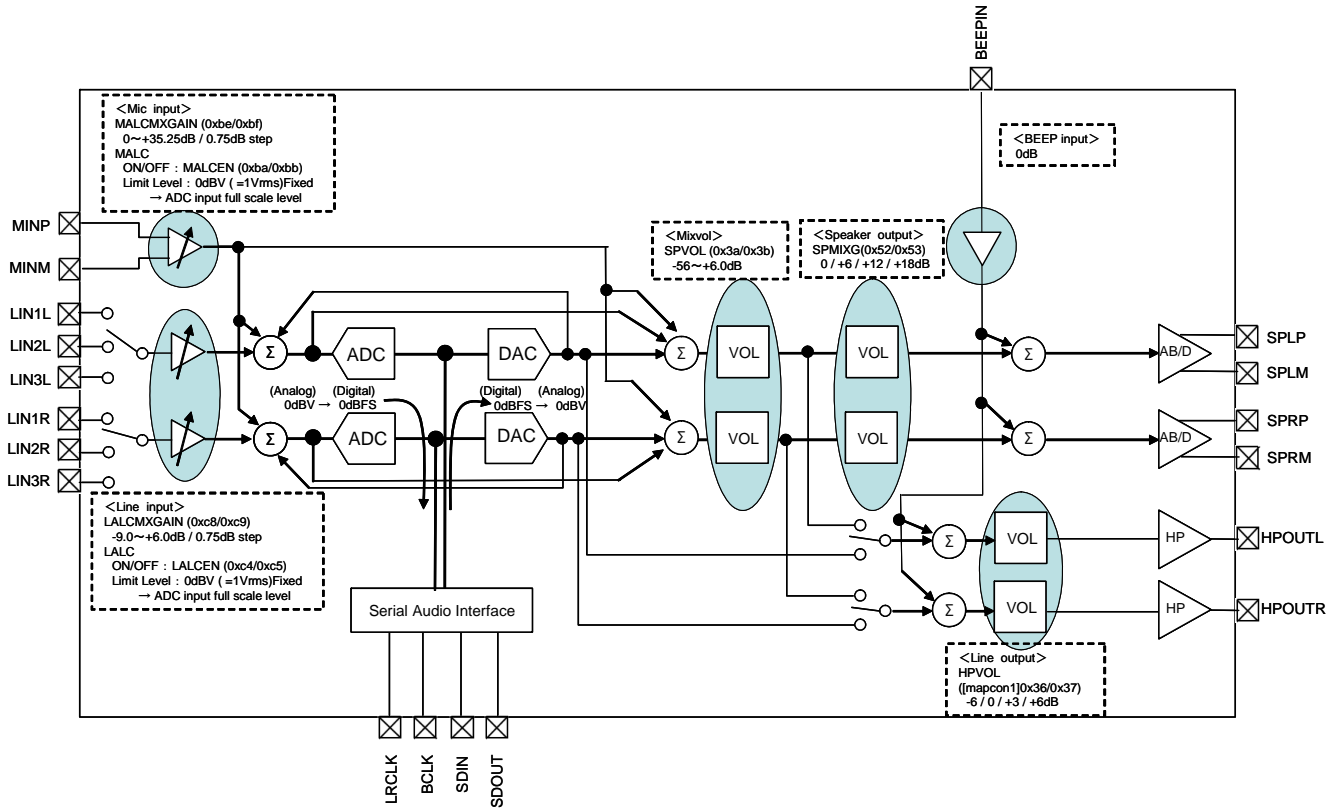 BEEPIN
＜Mic input＞
MALCMXGAIN (0xbe/0xbf)
0～+35.25dB / 0.75dB step
MALC
ON/OFF : MALCEN (0xba/0xbb)
Limit Level : 0dBV ( =1Vrms)Fixed
→ ADC input full scale level
＜BEEP input＞
0dB
MINP
MINM
＜Mixvol＞
SPVOL (0x3a/0x3b)
-56～+6.0dB
＜Speaker output＞
SPMIXG(0x52/0x53)
0 / +6 / +12 / +18dB
LIN1L
LIN2L
LIN3L
LIN1R
LIN2R
LIN3R
Σ
ADC
DAC
Σ
VOL
VOL
Σ
AB/D
SPLP
SPLM
(Analog) (Digital)
0dBV → 0dBFS
(Digital) (Analog)
0dBFS → 0dBV
Σ
ADC
DAC
Σ
VOL
VOL
Σ
AB/D
SPRP
SPRM
＜Line input＞
LALCMXGAIN (0xc8/0xc9)
-9.0～+6.0dB / 0.75dB step
LALC
ON/OFF : LALCEN (0xc4/0xc5)
Limit Level : 0dBV ( =1Vrms)Fixed
→ ADC input full scale level
Σ
VOL
HP
HPOUTL
Serial Audio Interface
Σ
VOL
HP
HPOUTR
＜Line output＞
HPVOL
([mapcon1]0x36/0x37)
-6 / 0 / +3 / +6dB
LRCLK
BCLK
SDIN
SDOUT